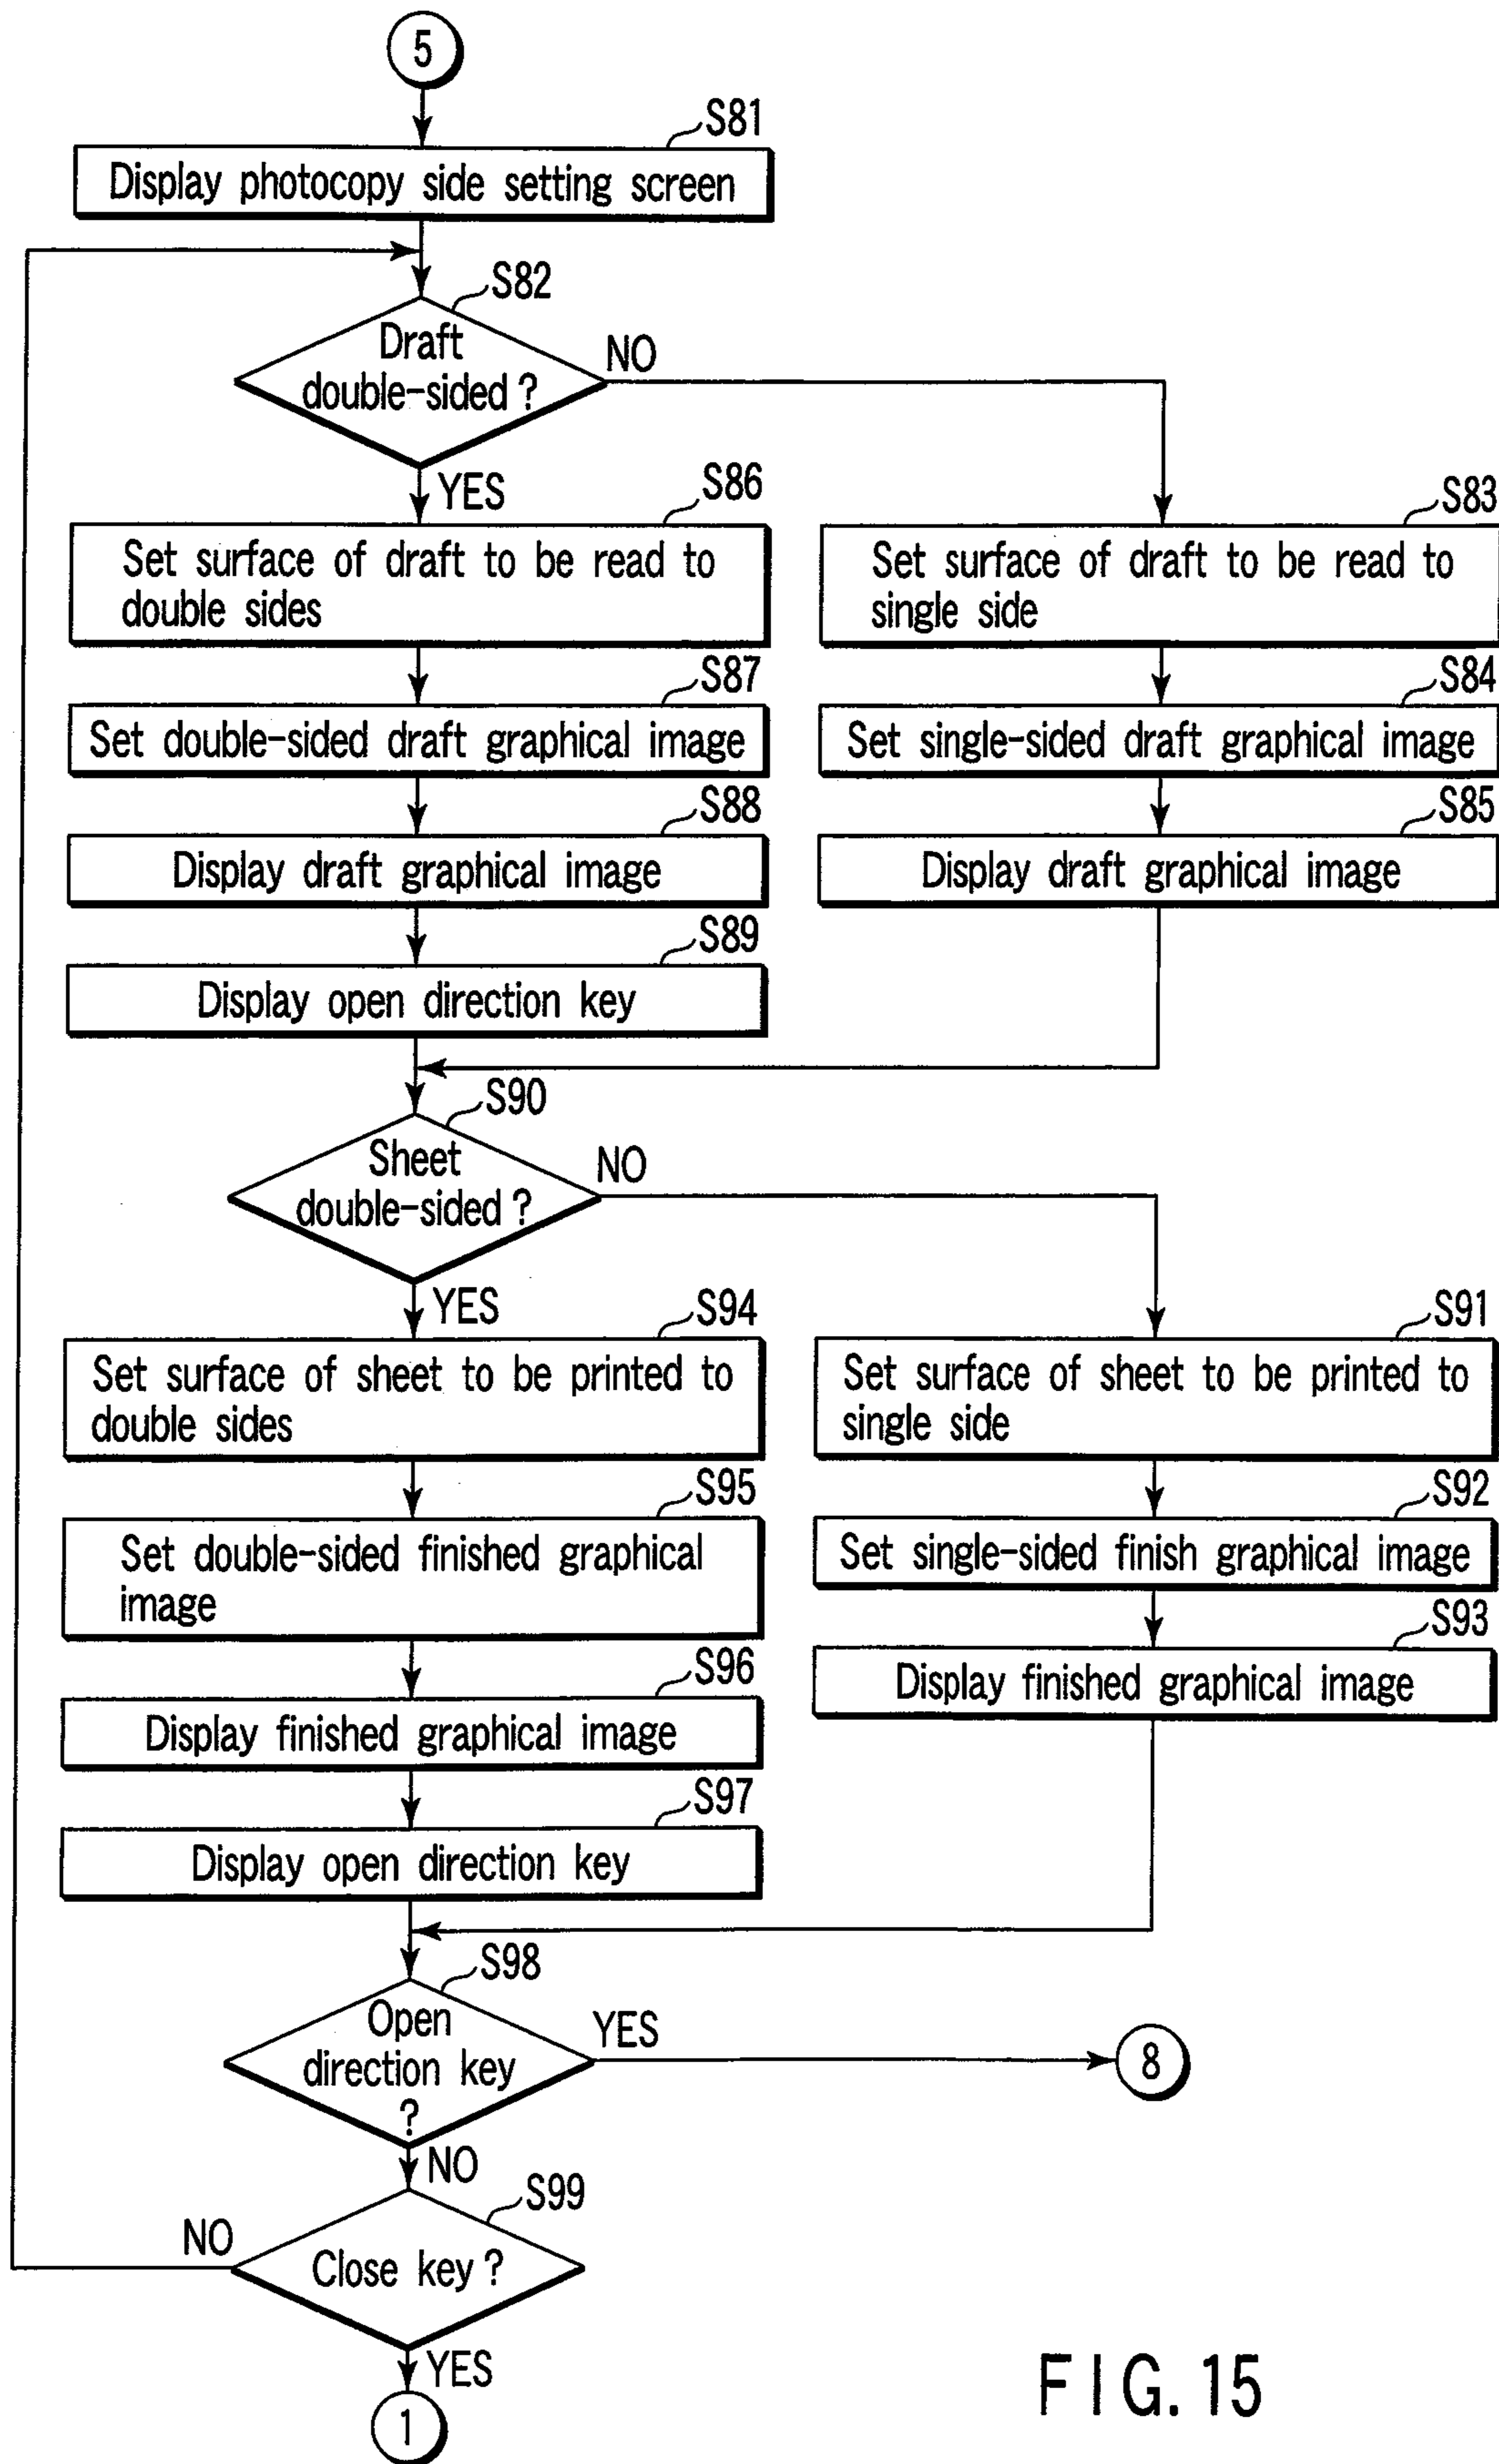 5
S81
Display photocopy side setting screen
S82
Draft
double-sided ?
NO
YES
S86
Set surface of draft to be read to
double sides
S83
Set surface of draft to be read to
single side
S87
Set double-sided draft graphical image
S84
Set single-sided draft graphical image
S88
Display draft graphical image
S85
Display draft graphical image
S89
Display open direction key
S90
Sheet
double-sided ?
NO
YES
S94
Set surface of sheet to be printed to
double sides
S91
Set surface of sheet to be printed to
single side
S95
Set double-sided finished graphical
image
S92
Set single-sided finish graphical image
S96
Display finished graphical image
S93
Display finished graphical image
S97
Display open direction key
S98
Open
direction key
?
YES
8
NO
S99
Close key ?
NO
YES
1
FIG. 15